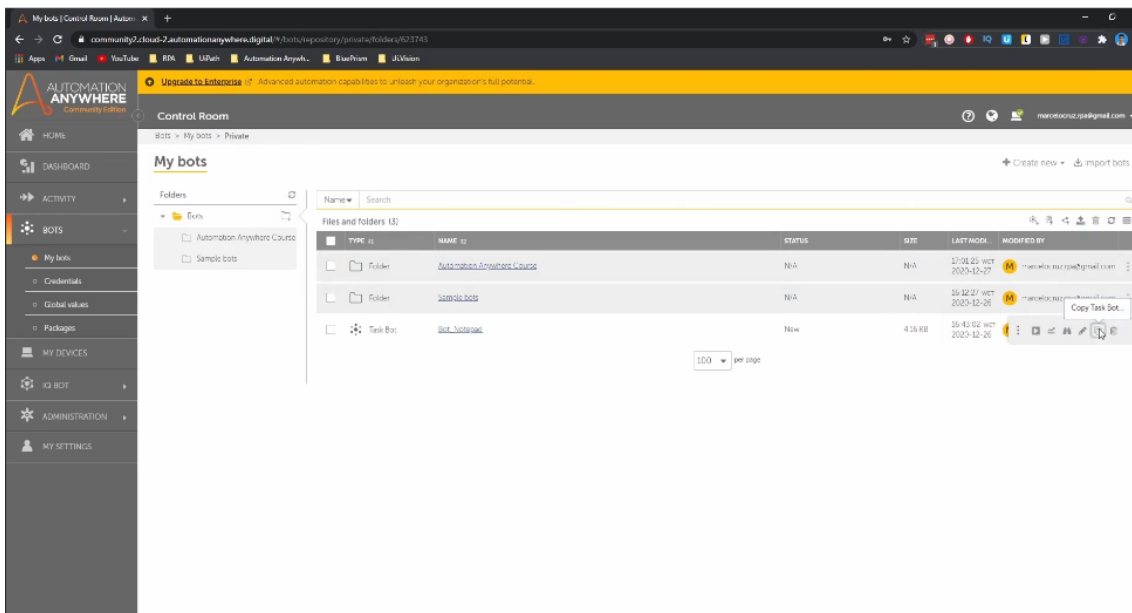 My bots | Control Room | Autom
community2.cloud-2.automationanywhere.digital/#/bots/repository/private/folders/623745
Apps Gmail YouTube RPA UiPath Automation Anywh... BluePrism UiVision
AUTOMATION
ANYWHERE
Community Edition
Upgrade to Enterprise Advanced automation capabilities to unleash your organization's full potential.
Control Room
marcelocruz.rpa@gmail.com
HOME
Bots > My bots > Private
DASHBOARD
My bots
Create new
Import bots
ACTIVITY
Folders
Name
Search
BOTS
Bots
Files and folders (3)
Automation Anywhere Course
TYPE NAME STATUS SIZE LAST MODI... MODIFIED BY
My bots
Sample bots
Folder Automation Anywhere Course N/A N/A 17:01:25 WET 2020-12-27 M marcelocruz.rpa@gmail.com
Credentials
Global values
Folder Sample bots N/A N/A 16:12:27 WET 2020-12-26 M
Copy Task Bot...
Packages
Task Bot Bot_Notepad New 4.16 KB 16:43:02 WET 2020-12-26
MY DEVICES
100 per page
IQ BOT
ADMINISTRATION
MY SETTINGS